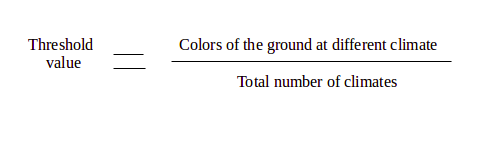 Threshold value
Colors of the ground at different climate
Total number of climates